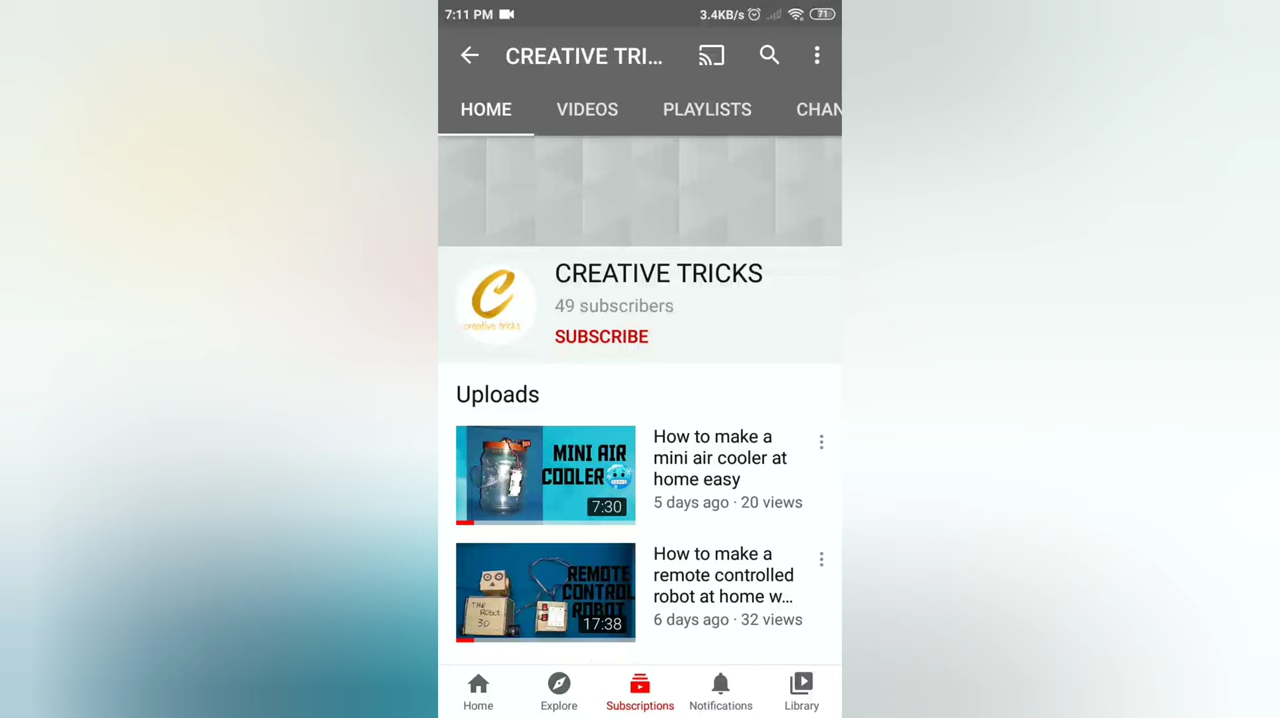 7:11 PM
3.4KB/s
71
CREATIVE TRI...
HOME
VIDEOS
PLAYLISTS
CHAN
creative tricks
CREATIVE TRICKS
49 subscribers
SUBSCRIBE
Uploads
MINI AIR
COOLER
7:30
How to make a
mini air cooler at
home easy
5 days ago · 20 views
THE
RObot
3.0
REMOTE
CONTROL
ROBOT
17:38
How to make a
remote controlled
robot at home w...
6 days ago · 32 views
Home
Explore
Subscriptions
Notifications
Library